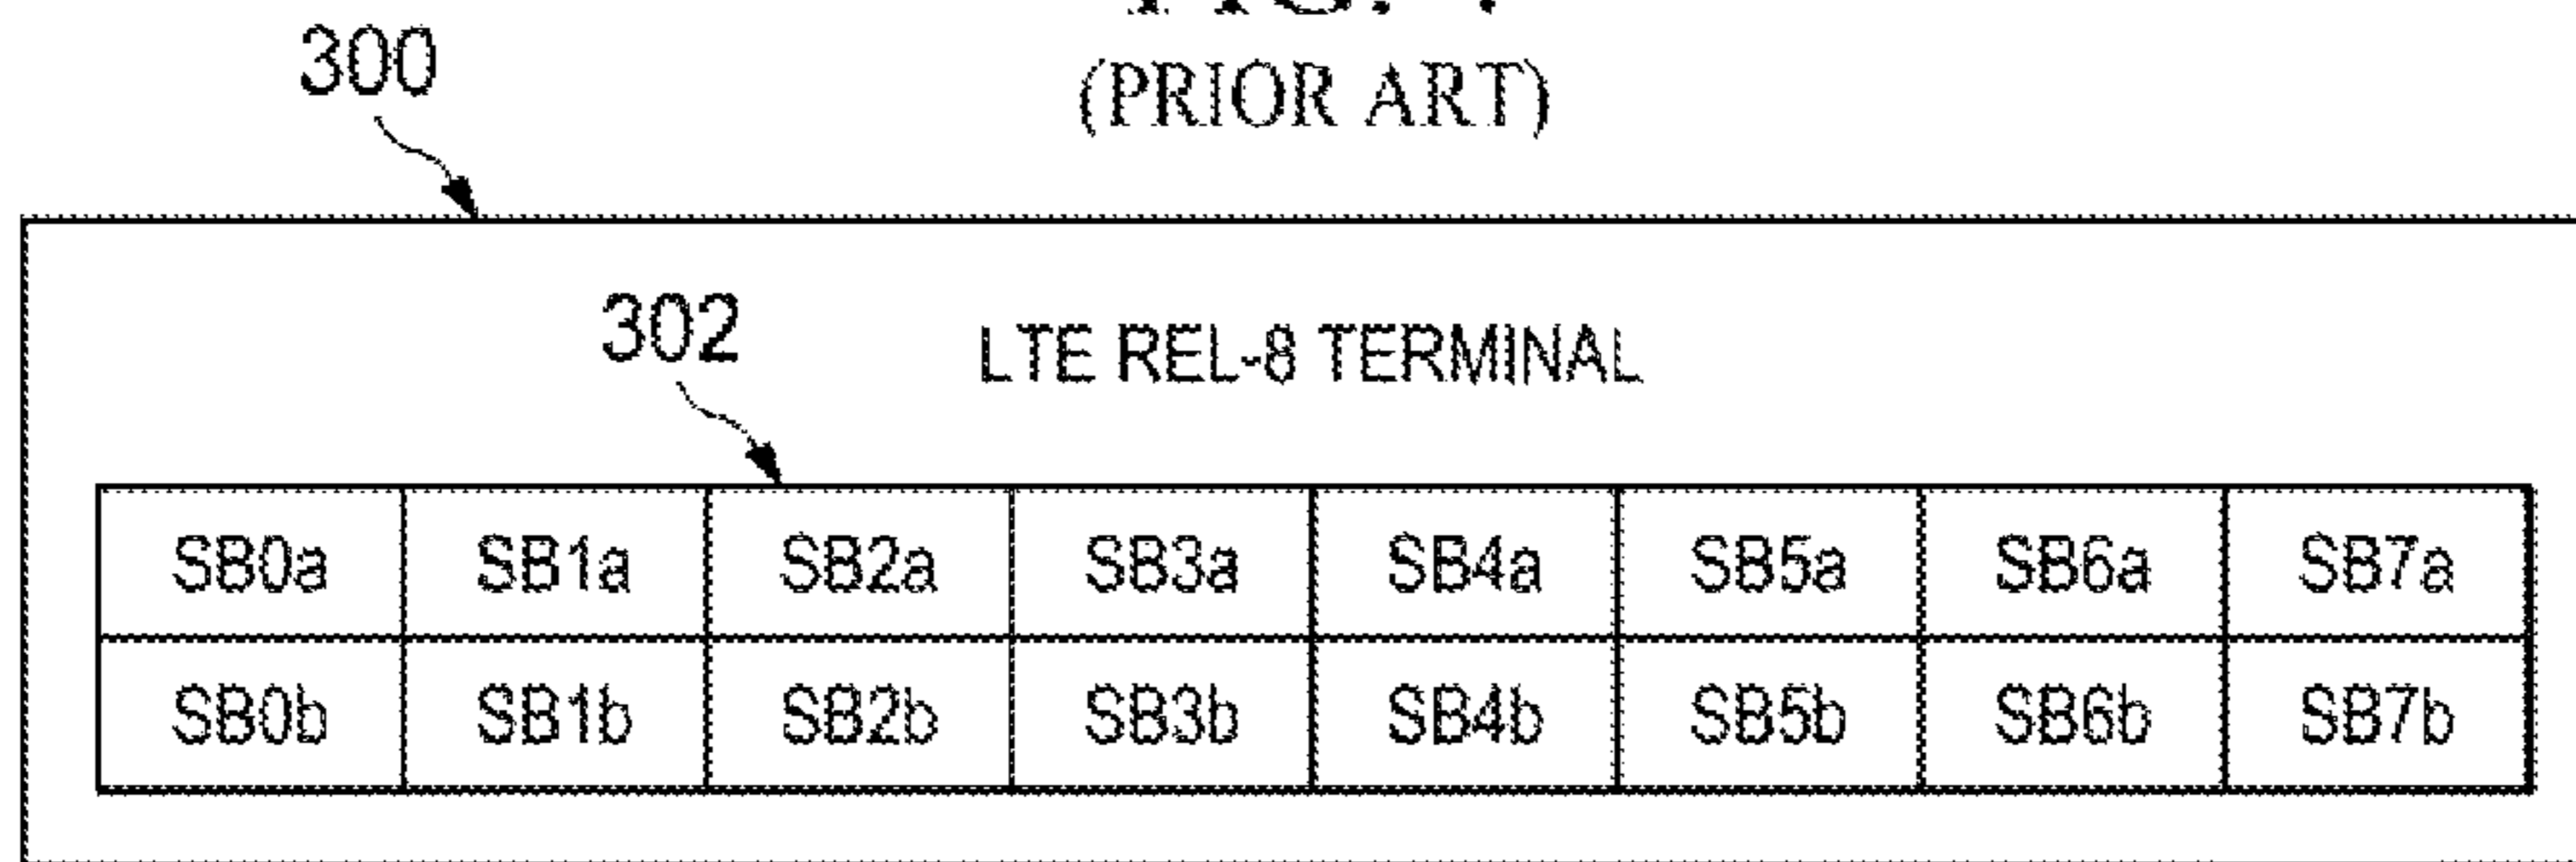 (PRIOR ART)
300
302
LTE REL-8 TERMINAL
SB0a SB1a SB2a SB3a SB4a SB5a SB6a SB7a
SB0b SB1b SB2b SB3b SB4b SB5b SB6b SB7b